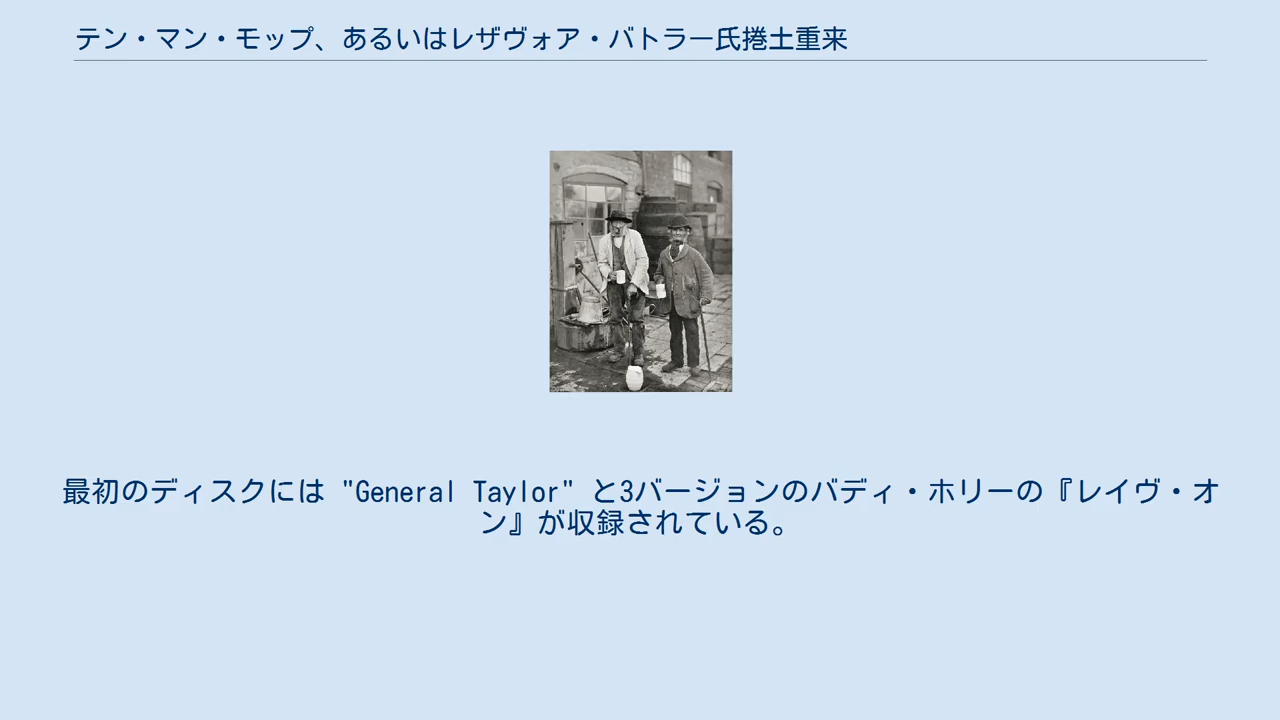 テン・マン・モップ、あるいはレザヴォア・バトラー氏捲土重来
最初のディスクには "General Taylor" と3バージョンのバディ・ホリーの『レイヴ・オ
ン』が収録されている。